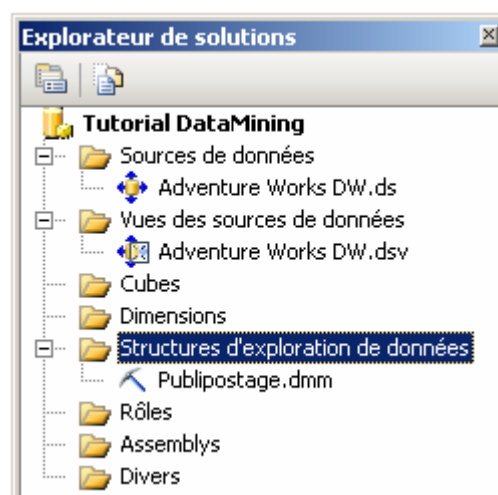 Explorateur de solutions
Tutorial DataMining
Sources de données
Adventure Works DW.ds
Vues des sources de données
Adventure Works DW.dsv
Cubes
Dimensions
Structures d'exploration de données
Publipostage.dmm
Rôles
Assemblys
Divers